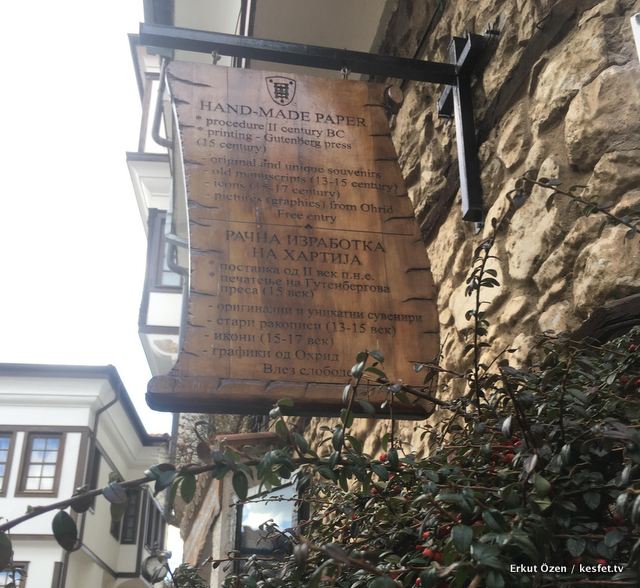 HAND-MADE PAPER
* procedure II century BC
* printing - Gutenberg press
(15 century)
- original and unique souvenirs
- old manuscripts (13-15 century)
- icons (15-17 century)
- pictures (graphics) from Ohrid
Free entry
РАЧНА ИЗРАБОТКА
НА ХАРТИЈА
* постапка од II век п.н.е.
* печатење на Гутенбергова
преса (15 век)
- оригинални и уникатни сувенири
- стари ракописи (13-15 век)
- икони (15-17 век)
- графики од Охрид
Влез слободен
Erkut Özen / kesfet.tv